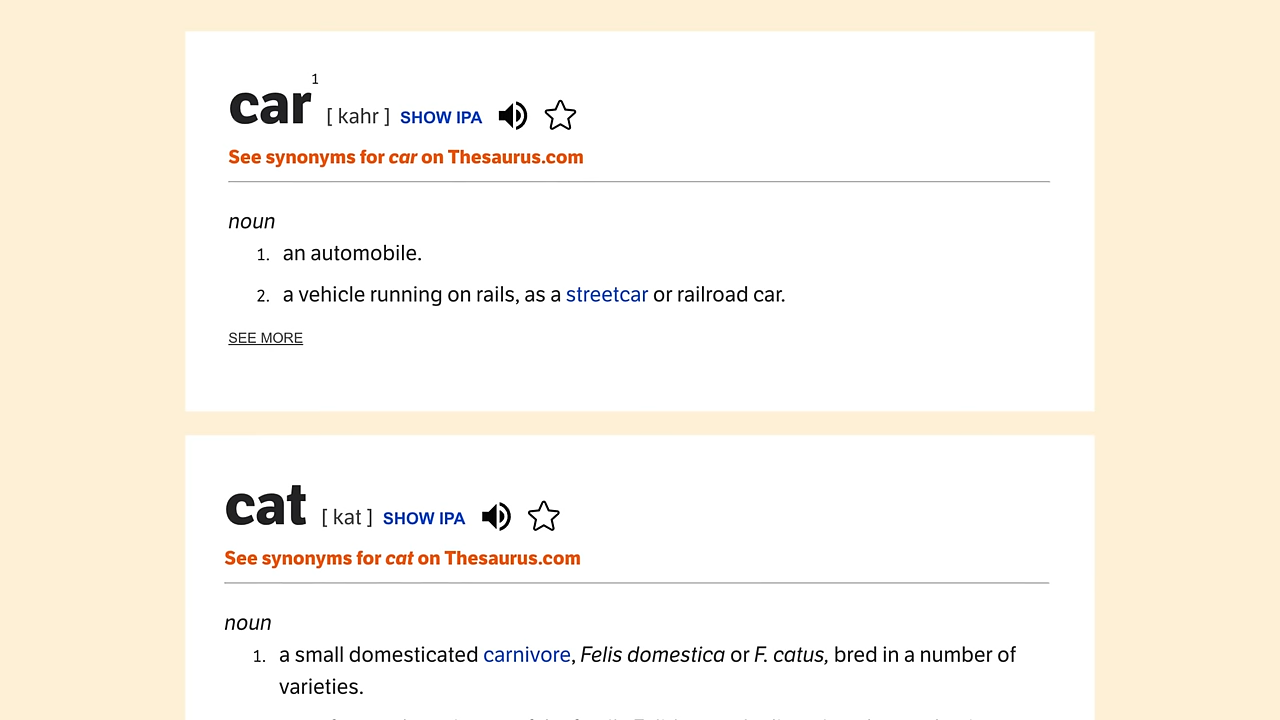 car 1 [ kahr ] SHOW IPA
See synonyms for car on Thesaurus.com
noun
1. an automobile.
2. a vehicle running on rails, as a streetcar or railroad car.
SEE MORE
cat [ kat ] SHOW IPA
See synonyms for cat on Thesaurus.com
noun
1. a small domesticated carnivore, Felis domestica or F. catus, bred in a number of
varieties.